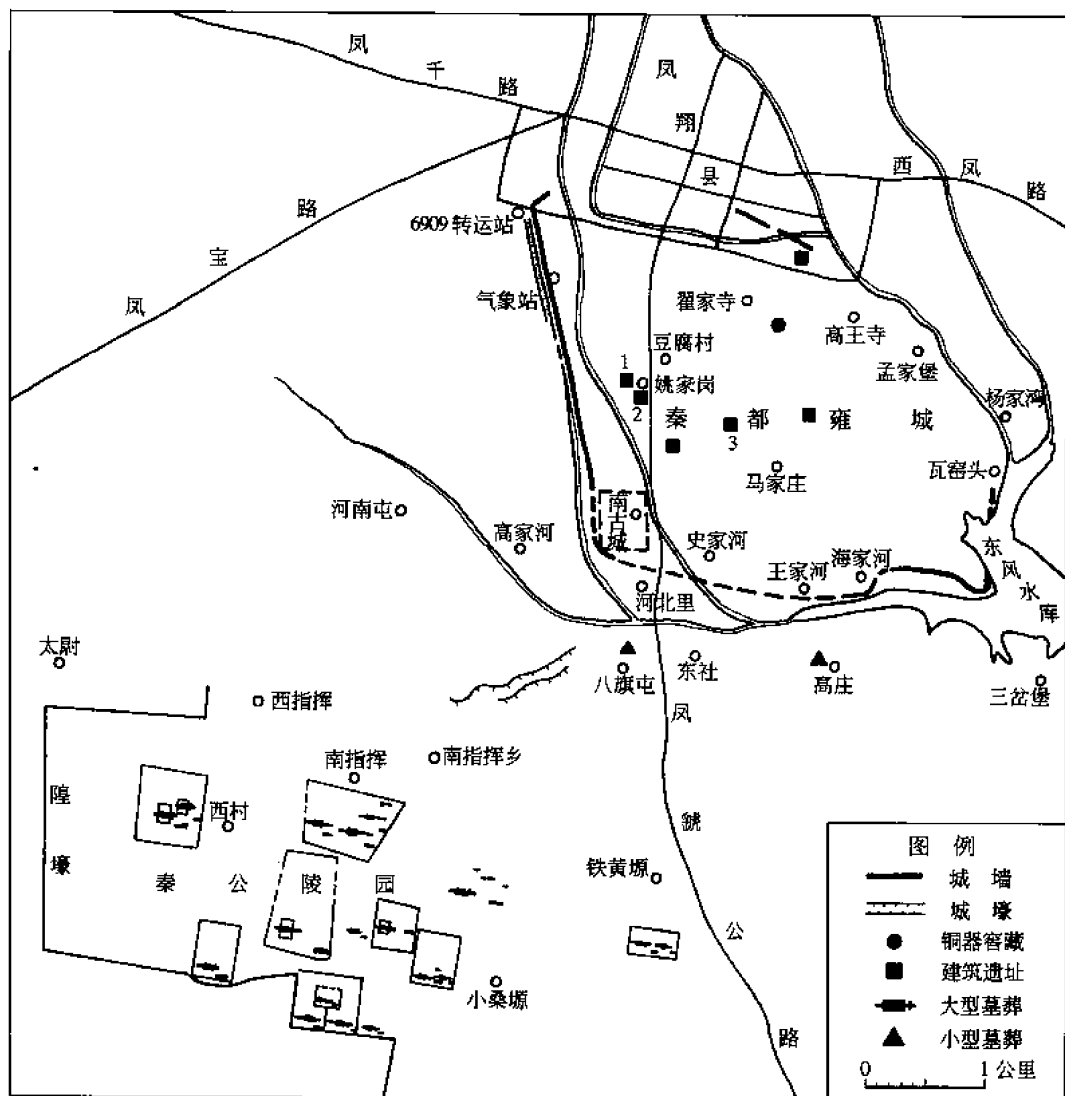 凤千路
凤翔县
西凤路
凤宝路
6909 转运站
气象站
翟家寺
高王寺
孟家堡
豆腐村
1
姚家岗
2
杨家湾
秦都雍城
3
马家庄
瓦窑头
河南屯
高家河
南古城
史家河
王家河
海家河
东风水库
河北里
太尉
八旗屯
东社
高庄
三岔堡
西指挥
南指挥
南指挥乡
隍壕
西村
秦公陵园
铁黄塬
小桑塬
凤虢公路
图 例
城 墙
城 壕
铜器窖藏
建筑遗址
大型墓葬
小型墓葬
0 1 公里